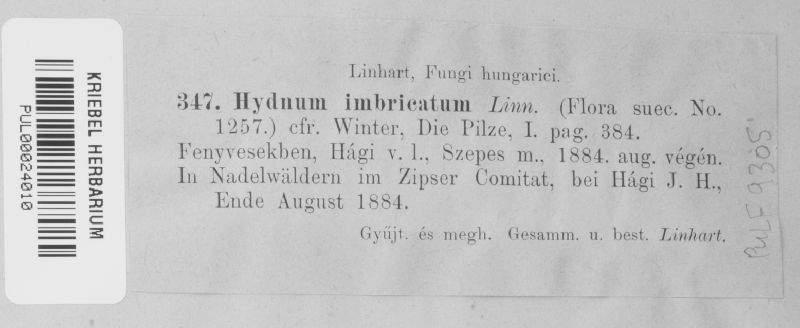 Linhart, Fungi hungarici.
347. Hydnum imbricatum Linn. (Flora suec. No.
1257.) cfr. Winter, Die Pilze, I. pag. 384.
Fenyvesekben, Hági v. l., Szepes m., 1884. aug. végén.
In Nadelwäldern im Zipser Comitat, bei Hági J. H.,
Ende August 1884.
Gyűjt. és megh. Gesamm. u. best. Linhart.
KRIEBEL HERBARIUM
PUL00024010
PULF 9305